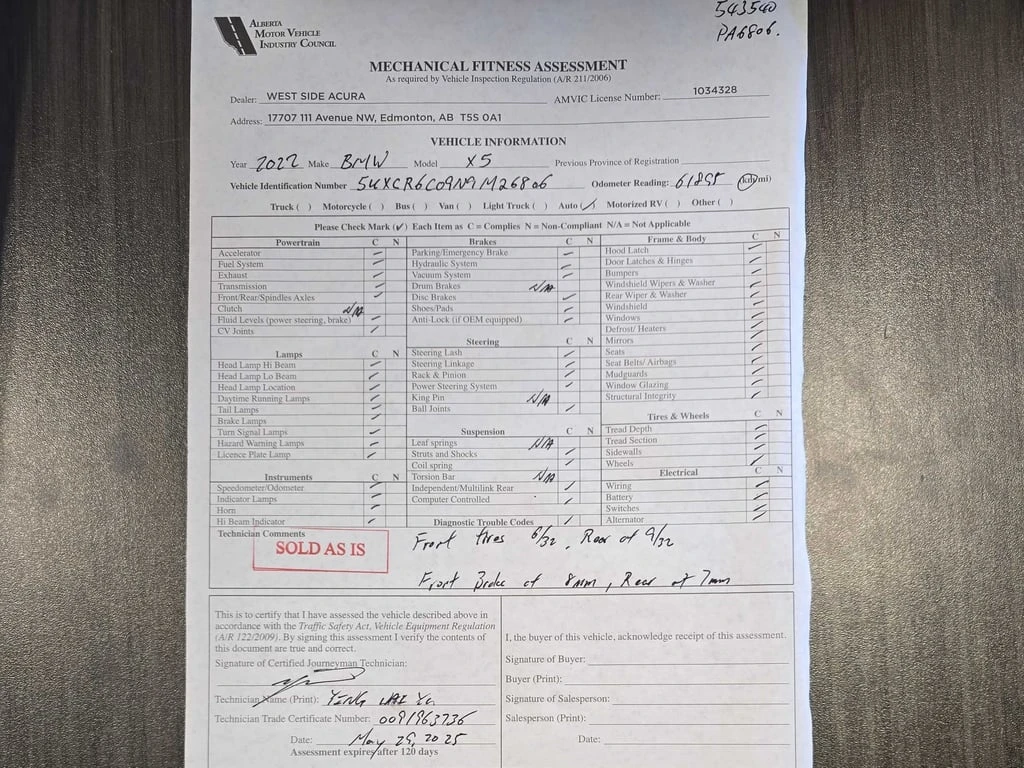 543540
PA6806.
ALBERTA
MOTOR VEHICLE
INDUSTRY COUNCIL
MECHANICAL FITNESS ASSESSMENT
As required by Vehicle Inspection Regulation (A/R 211/2006)
Dealer: WEST SIDE ACURA AMVIC License Number: 1034328
Address: 17707 111 Avenue NW, Edmonton, AB T5S 0A1
VEHICLE INFORMATION
Year 2022 Make BMW Model X5 Previous Province of Registration
Vehicle Identification Number 5UXCR6C09N9M26806 Odometer Reading: 61895 (km/mi)
Truck ( ) Motorcycle ( ) Bus ( ) Van ( ) Light Truck ( ) Auto (✓) Motorized RV ( ) Other ( )
Please Check Mark (✓) Each Item as C = Complies N = Non-Compliant N/A = Not Applicable
Powertrain C N
Accelerator ✓
Fuel System ✓
Exhaust ✓
Transmission ✓
Front/Rear/Spindles Axles ✓
Clutch N/A
Fluid Levels (power steering, brake) ✓
CV Joints ✓
Lamps C N
Head Lamp Hi Beam ✓
Head Lamp Lo Beam ✓
Head Lamp Location ✓
Daytime Running Lamps ✓
Tail Lamps ✓
Brake Lamps ✓
Turn Signal Lamps ✓
Hazard Warning Lamps ✓
Licence Plate Lamp ✓
Instruments C N
Speedometer/Odometer ✓
Indicator Lamps ✓
Horn ✓
Hi Beam Indicator ✓
Brakes C N
Parking/Emergency Brake ✓
Hydraulic System ✓
Vacuum System ✓
Drum Brakes N/A
Disc Brakes ✓
Shoes/Pads ✓
Anti-Lock (if OEM equipped) ✓
Steering C N
Steering Lash ✓
Steering Linkage ✓
Rack & Pinion ✓
Power Steering System ✓
King Pin N/A
Ball Joints ✓
Suspension C N
Leaf springs N/A
Struts and Shocks ✓
Coil spring ✓
Torsion Bar N/A
Independent/Multilink Rear ✓
Computer Controlled ✓
Diagnostic Trouble Codes ✓
Frame & Body C N
Hood Latch ✓
Door Latches & Hinges ✓
Bumpers ✓
Windshield Wipers & Washer ✓
Rear Wiper & Washer ✓
Windshield ✓
Windows ✓
Defrost/ Heaters ✓
Mirrors ✓
Seats ✓
Seat Belts/ Airbags ✓
Mudguards ✓
Window Glazing ✓
Structural Integrity ✓
Tires & Wheels C N
Tread Depth ✓
Tread Section ✓
Sidewalls ✓
Wheels ✓
Electrical C N
Wiring ✓
Battery ✓
Switches ✓
Alternator ✓
Technician Comments
SOLD AS IS
Front tires 6/32, Rear at 9/32
Front Brake at 8mm, Rear at 7mm
This is to certify that I have assessed the vehicle described above in
accordance with the Traffic Safety Act, Vehicle Equipment Regulation
(A/R 122/2009). By signing this assessment I verify the contents of
this document are true and correct.
Signature of Certified Journeyman Technician:
Technician Name (Print): YING
Technician Trade Certificate Number: 0091963736
Date: May 29, 2025
Assessment expires after 120 days
I, the buyer of this vehicle, acknowledge receipt of this assessment.
Signature of Buyer:
Buyer (Print):
Signature of Salesperson:
Salesperson (Print):
Date: